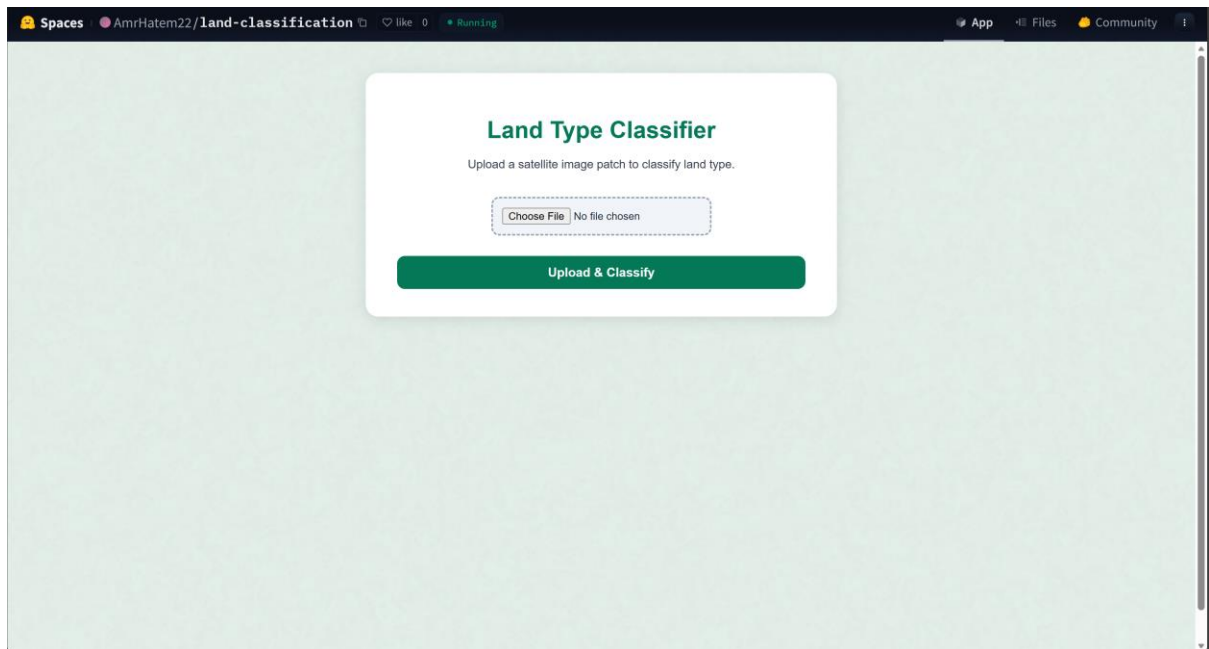 Spaces AmrHatem22/land-classification like 0 Running App Files Community
Land Type Classifier
Upload a satellite image patch to classify land type.
Choose File No file chosen
Upload & Classify